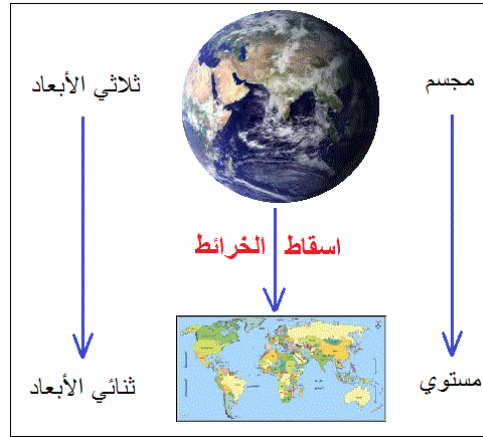 مجسم
ثلاثي الأبعاد
اسقاط الخرائط
مستوي
ثنائي الأبعاد